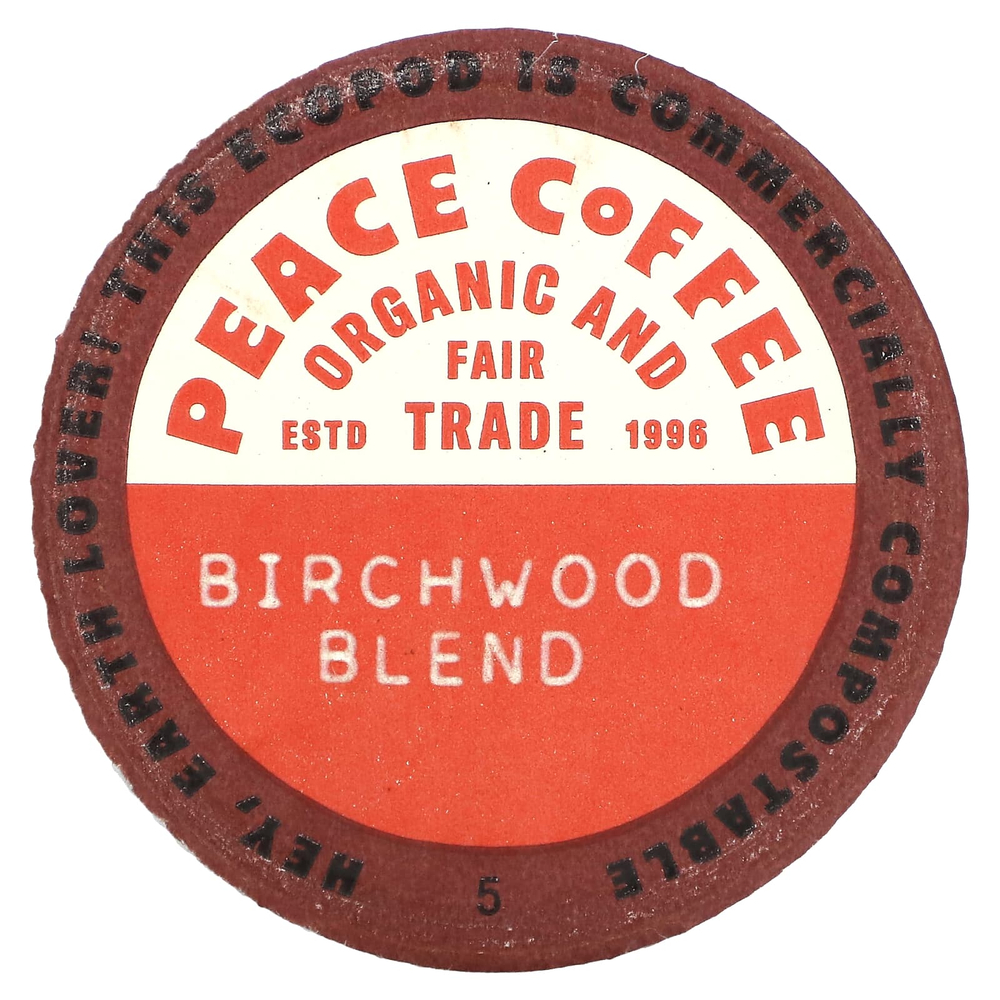 HEY, EARTH LOVER! THIS ECOPOD IS COMMERCIALLY COMPOSTABLE
PEACE COFFEE
ORGANIC AND
FAIR
ESTD TRADE 1996
BIRCHWOOD
BLEND
5